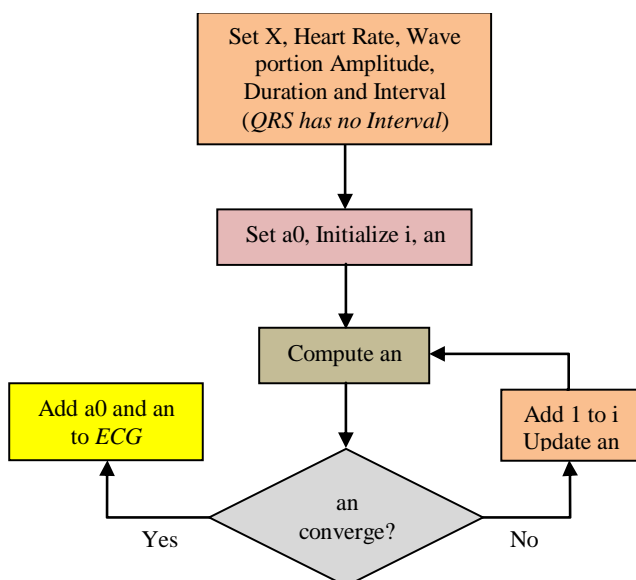 Set X, Heart Rate, Wave
portion Amplitude,
Duration and Interval
(QRS has no Interval)
Set a0, Initialize i, an
Compute an
Add a0 and an
to ECG
Add 1 to i
Update an
an
converge?
Yes
No